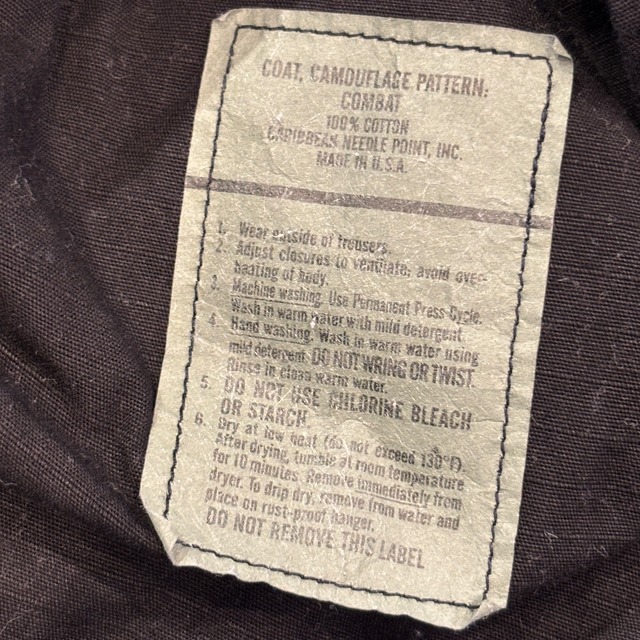 COAT, CAMOUFLAGE PATTERN:
COMBAT
100% COTTON
CARIBBEAN NEEDLE POINT, INC.
MADE IN U.S.A.
1. Wear outside of trousers.
2. Adjust closures to ventilate, avoid over-
heating of body.
3. Machine washing. Use Permanent Press Cycle.
Wash in warm water with mild detergent.
4. Hand washing. Wash in warm water using
mild detergent. DO NOT WRING OR TWIST.
Rinse in clean warm water.
5. DO NOT USE CHLORINE BLEACH
OR STARCH.
6. Dry at low heat (do not exceed 130°F).
After drying, tumble at room temperature
for 10 minutes. Remove immediately from
dryer. To drip dry, remove from water and
place on rust-proof hanger.
DO NOT REMOVE THIS LABEL